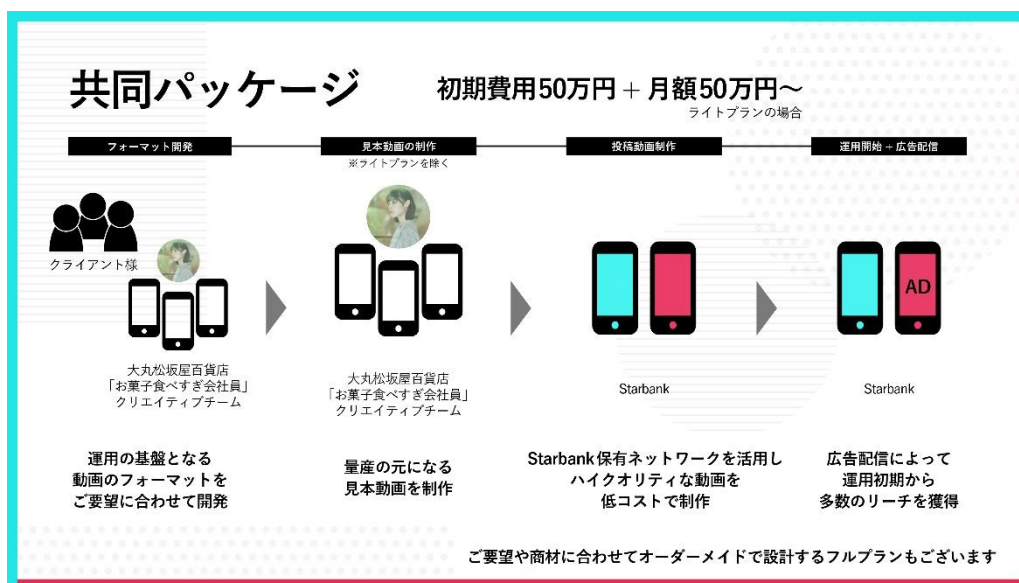 共同パッケージ
初期費用50万円 + 月額50万円〜
ライトプランの場合
フォーマット開発
見本動画の制作
※ライトプランを除く
投稿動画制作
運用開始 + 広告配信
クライアント様
AD
大丸松坂屋百貨店
「お菓子食べすぎ会社員」
クリエイティブチーム
大丸松坂屋百貨店
「お菓子食べすぎ会社員」
クリエイティブチーム
Starbank
Starbank
運用の基盤となる
動画のフォーマットを
ご要望に合わせて開発
量産の元になる
見本動画を制作
Starbank保有ネットワークを活用し
ハイクオリティな動画を
低コストで制作
広告配信によって
運用初期から
多数のリーチを獲得
ご要望や商材に合わせてオーダーメイドで設計するフルプランもございます